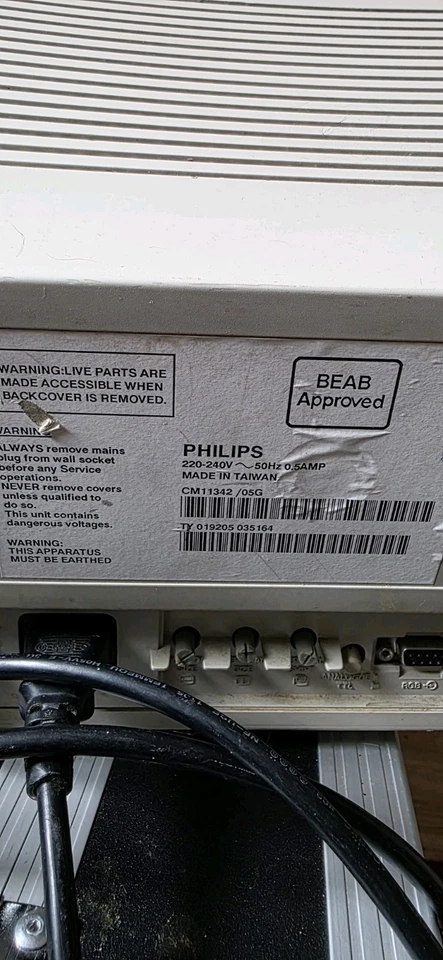 WARNING:LIVE PARTS ARE
MADE ACCESSIBLE WHEN
BACKCOVER IS REMOVED.
BEAB
Approved
WARNING
ALWAYS remove mains
plug from wall socket
before any Service
operations.
NEVER remove covers
unless qualified to
do so.
This unit contains
dangerous voltages.
WARNING:
THIS APPARATUS
MUST BE EARTHED
PHILIPS
220-240V ~ 50Hz 0.5AMP
MADE IN TAIWAN
CM11342 /05G
TY 019205 035164
RGB